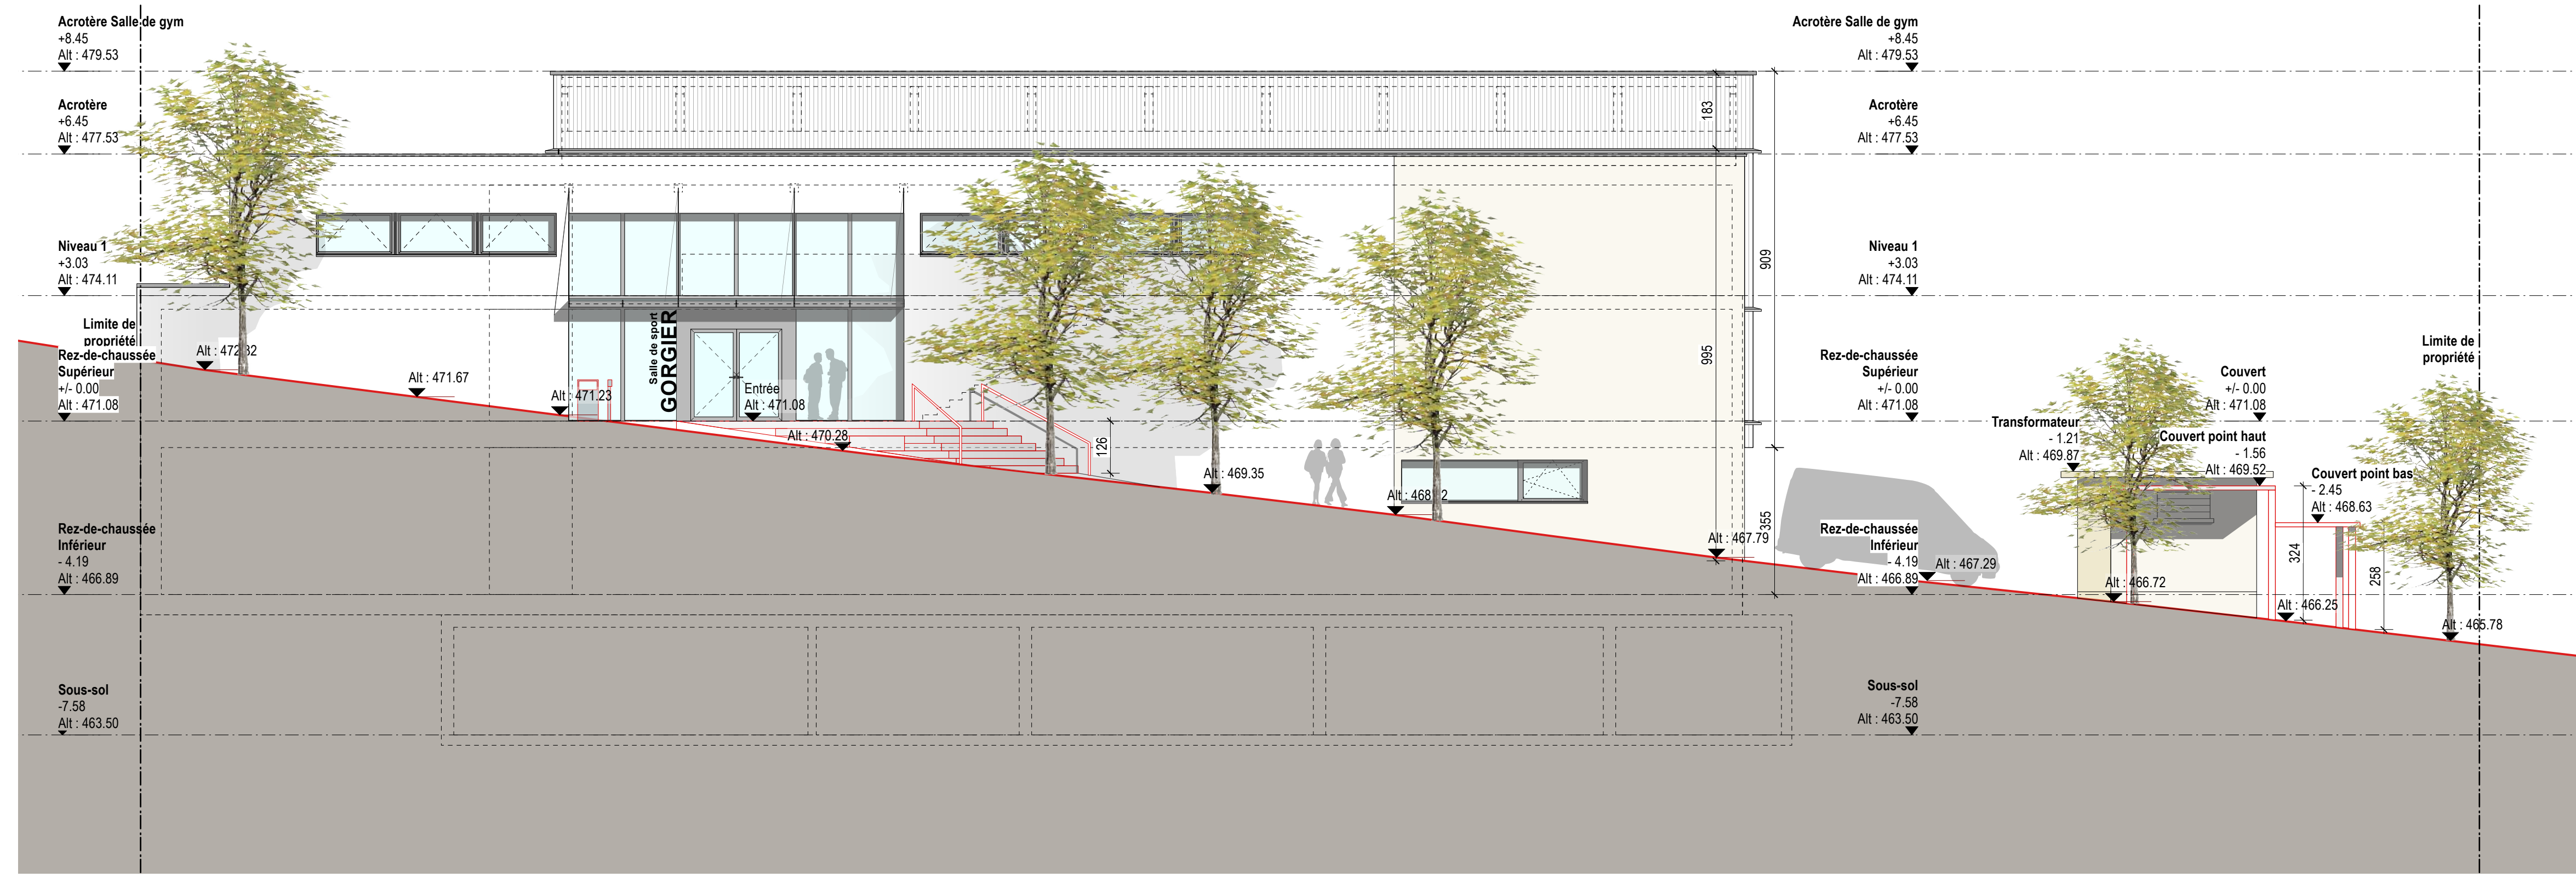 Acrotère Salle de gym
+8.45
Alt : 479.53
Acrotère
+6.45
Alt : 477.53
Niveau 1
+3.03
Alt : 474.11
Limite de
propriété
Rez-de-chaussée
Supérieur
+/- 0.00
Alt : 471.08
Rez-de-chaussée
Inférieur
- 4.19
Alt : 466.89
Sous-sol
-7.58
Alt : 463.50
Alt : 471.67
Alt : 471.23
Salle de sport
GORGIER
Entrée
Alt : 471.08
Alt : 470.28
126
Alt : 469.35
Alt : 467.79
183
995
909
355
Acrotère Salle de gym
+8.45
Alt : 479.53
Acrotère
+6.45
Alt : 477.53
Niveau 1
+3.03
Alt : 474.11
Rez-de-chaussée
Supérieur
+/- 0.00
Alt : 471.08
Rez-de-chaussée
Inférieur
- 4.19
Alt : 466.89
Alt : 467.29
Sous-sol
-7.58
Alt : 463.50
Transformateur
- 1.21
Alt : 469.87
Couvert
+/- 0.00
Alt : 471.08
Couvert point haut
- 1.56
Alt : 469.52
Couvert point bas
- 2.45
Alt : 468.63
Limite de
propriété
324
258
Alt : 466.72
Alt : 466.25
Alt : 465.78